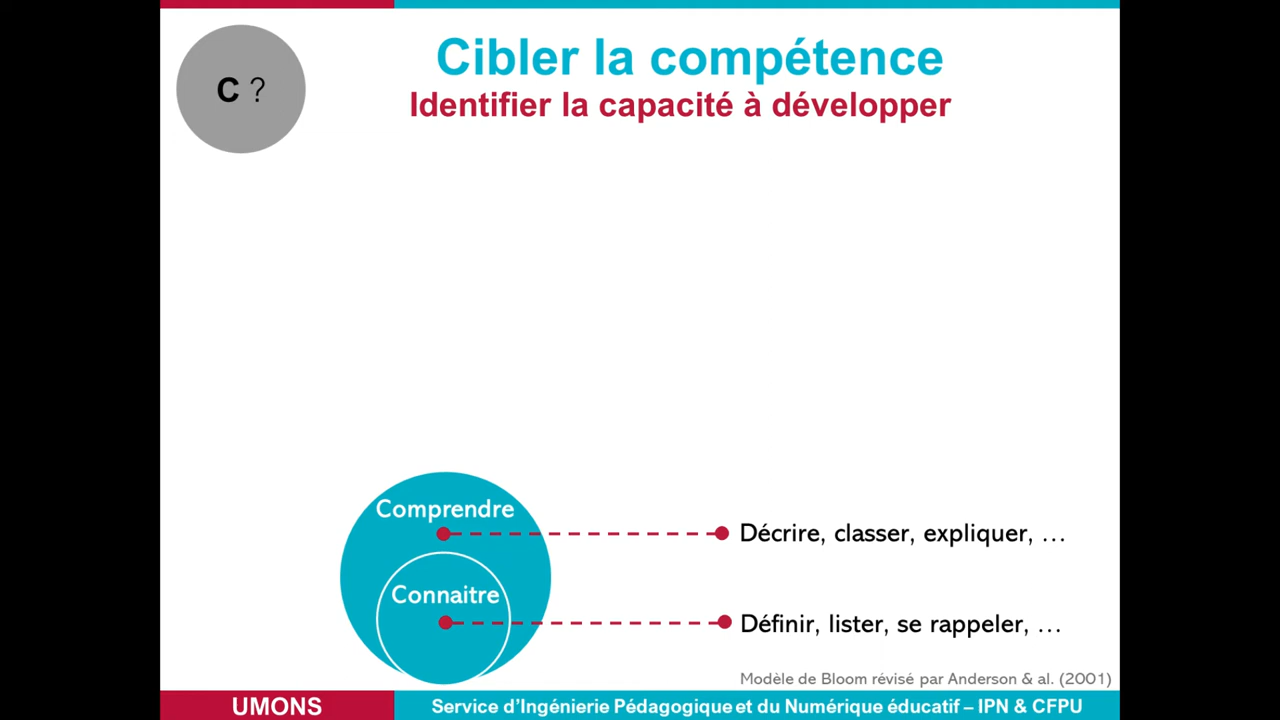 C ?
Cibler la compétence
Identifier la capacité à développer
Comprendre
Décrire, classer, expliquer, …
Connaitre
Définir, lister, se rappeler, …
Modèle de Bloom révisé par Anderson & al. (2001)
UMONS
Service d'Ingénierie Pédagogique et du Numérique éducatif – IPN & CFPU